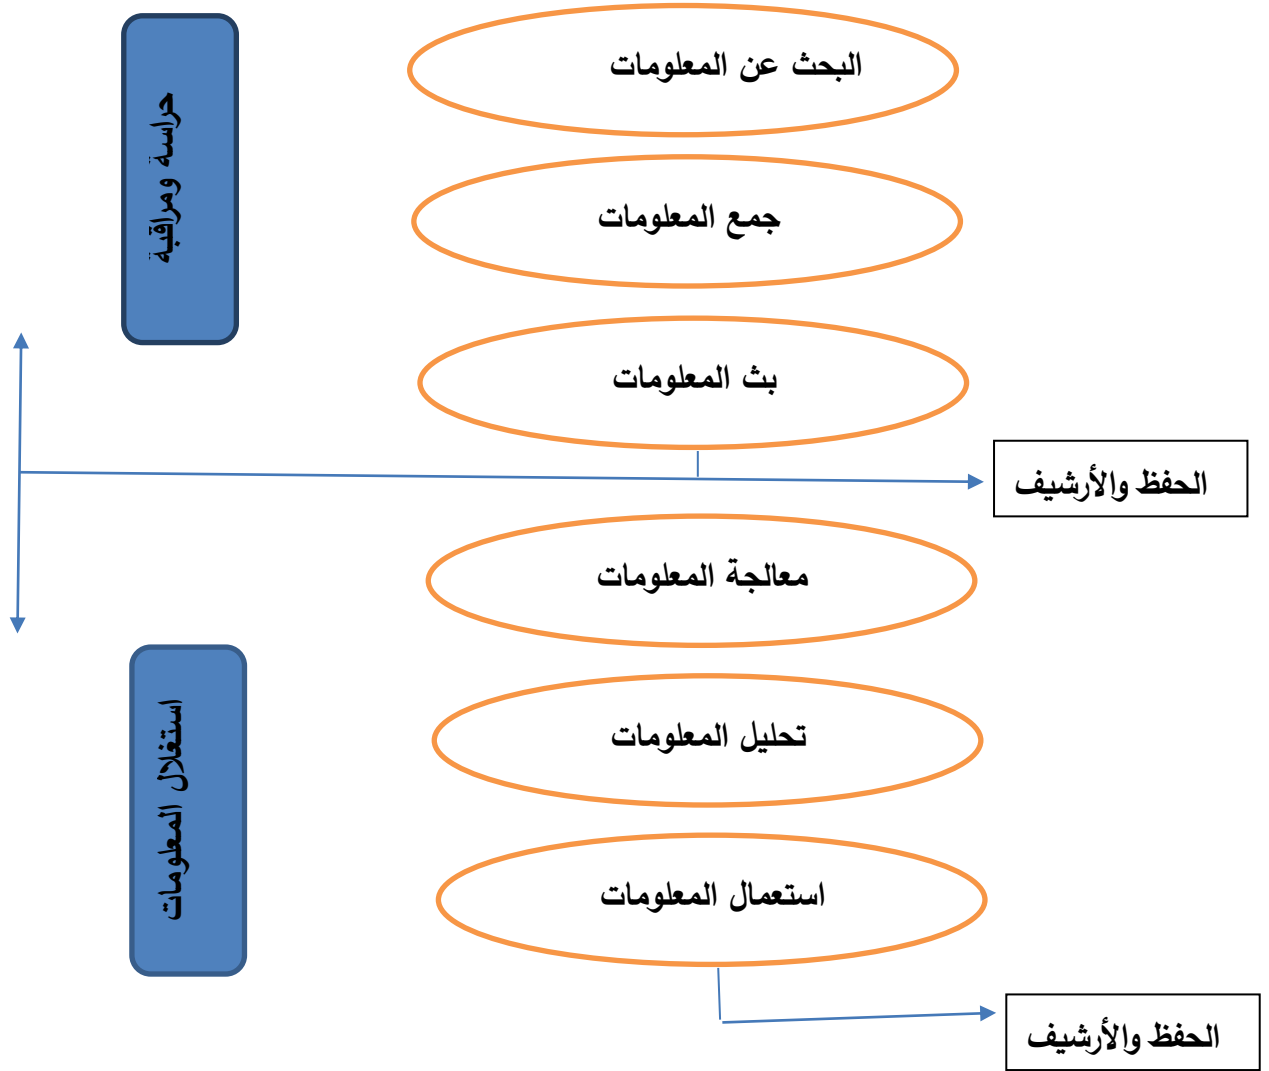 البحث عن المعلومات
حراسة ومراقبة
جمع المعلومات
بث المعلومات
الحفظ والأرشيف
معالجة المعلومات
تحليل المعلومات
استغلال المعلومات
استعمال المعلومات
الحفظ والأرشيف